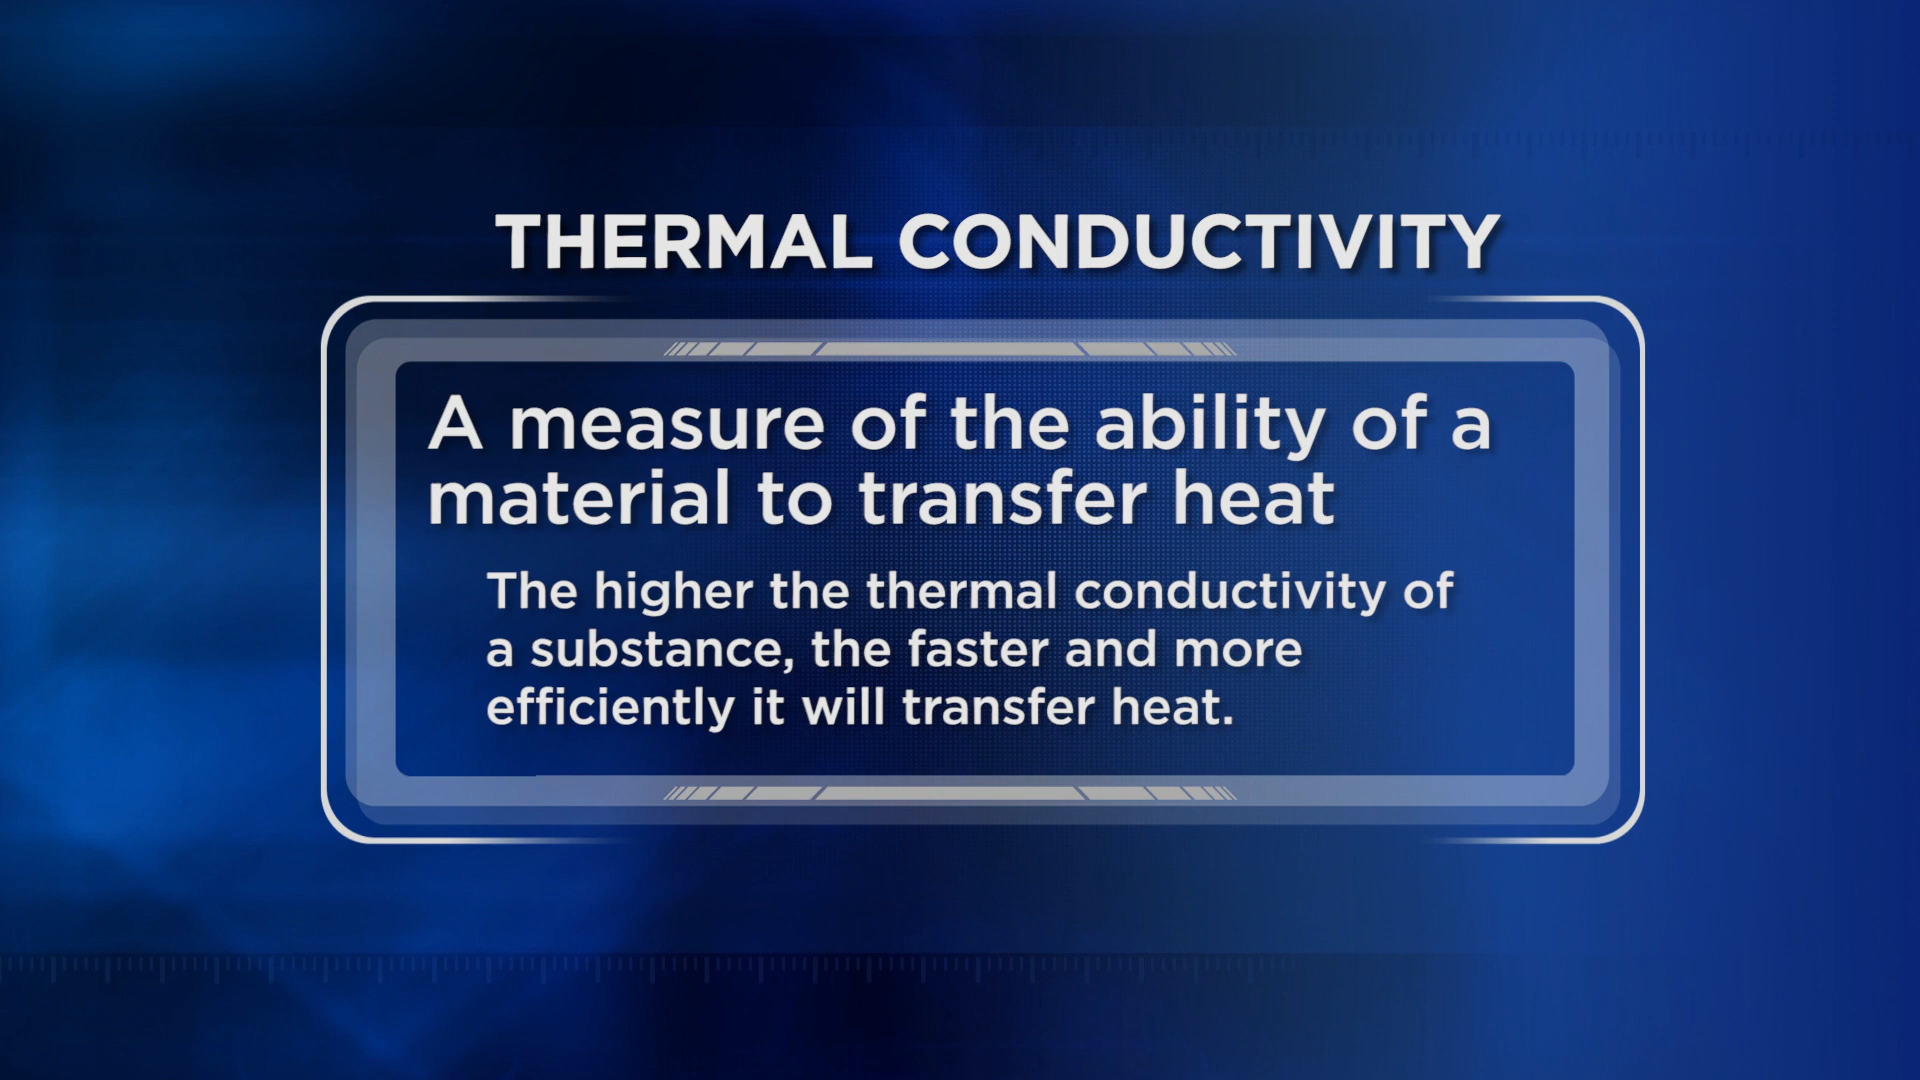 THERMAL CONDUCTIVITY
A measure of the ability of a
material to transfer heat
The higher the thermal conductivity of
a substance, the faster and more
efficiently it will transfer heat.